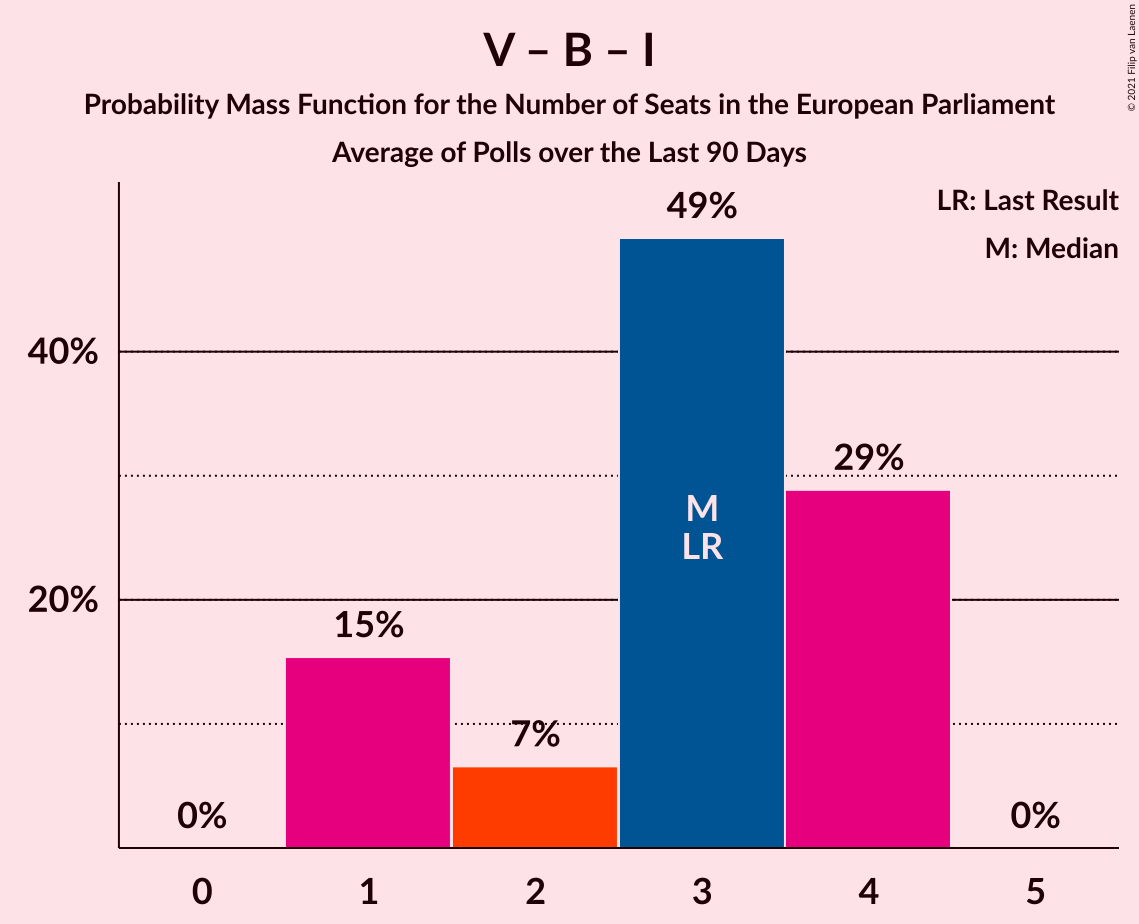 V – B – I
Probability Mass Function for the Number of Seats in the European Parliament
Average of Polls over the Last 90 Days
© 2021 Filip van Laenen
LR: Last Result
M: Median
49%
40%
29%
M
LR
20%
15%
7%
0%
0%
0 1 2 3 4 5